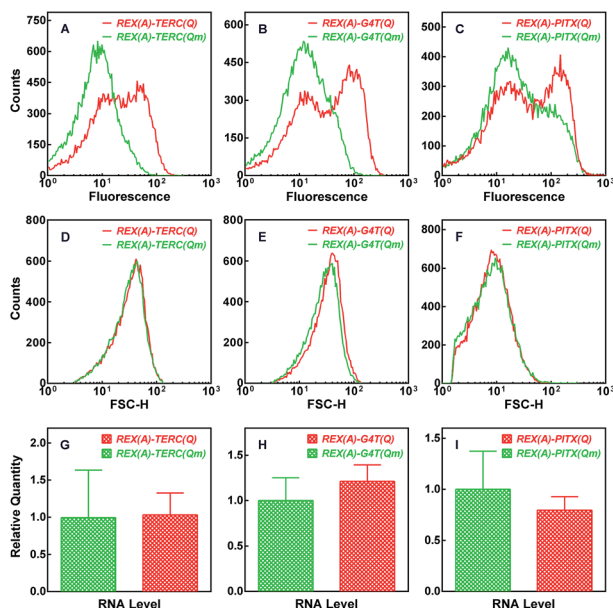 A
REX(A)-TERC(Q)
REX(A)-TERC(Qm)
Counts
750
600
450
300
150
0
10⁰ 10¹ 10² 10³
Fluorescence
B
REX(A)-G4T(Q)
REX(A)-G4T(Qm)
600
450
300
150
0
10⁰ 10¹ 10² 10³
Fluorescence
C
REX(A)-PITX(Q)
REX(A)-PITX(Qm)
500
400
300
200
100
0
10⁰ 10¹ 10² 10³
Fluorescence
D
REX(A)-TERC(Q)
REX(A)-TERC(Qm)
Counts
800
600
400
200
0
10⁰ 10¹ 10² 10³
FSC-H
E
REX(A)-G4T(Q)
REX(A)-G4T(Qm)
800
600
400
200
0
10⁰ 10¹ 10² 10³
FSC-H
F
REX(A)-PITX(Q)
REX(A)-PITX(Qm)
800
600
400
200
0
10⁰ 10¹ 10² 10³
FSC-H
G
REX(A)-TERC(Q)
REX(A)-TERC(Qm)
Relative Quantity
2.0
1.5
1.0
0.5
0.0
RNA Level
H
REX(A)-G4T(Q)
REX(A)-G4T(Qm)
1.5
1.0
0.5
0.0
RNA Level
I
REX(A)-PITX(Q)
REX(A)-PITX(Qm)
1.5
1.0
0.5
0.0
RNA Level